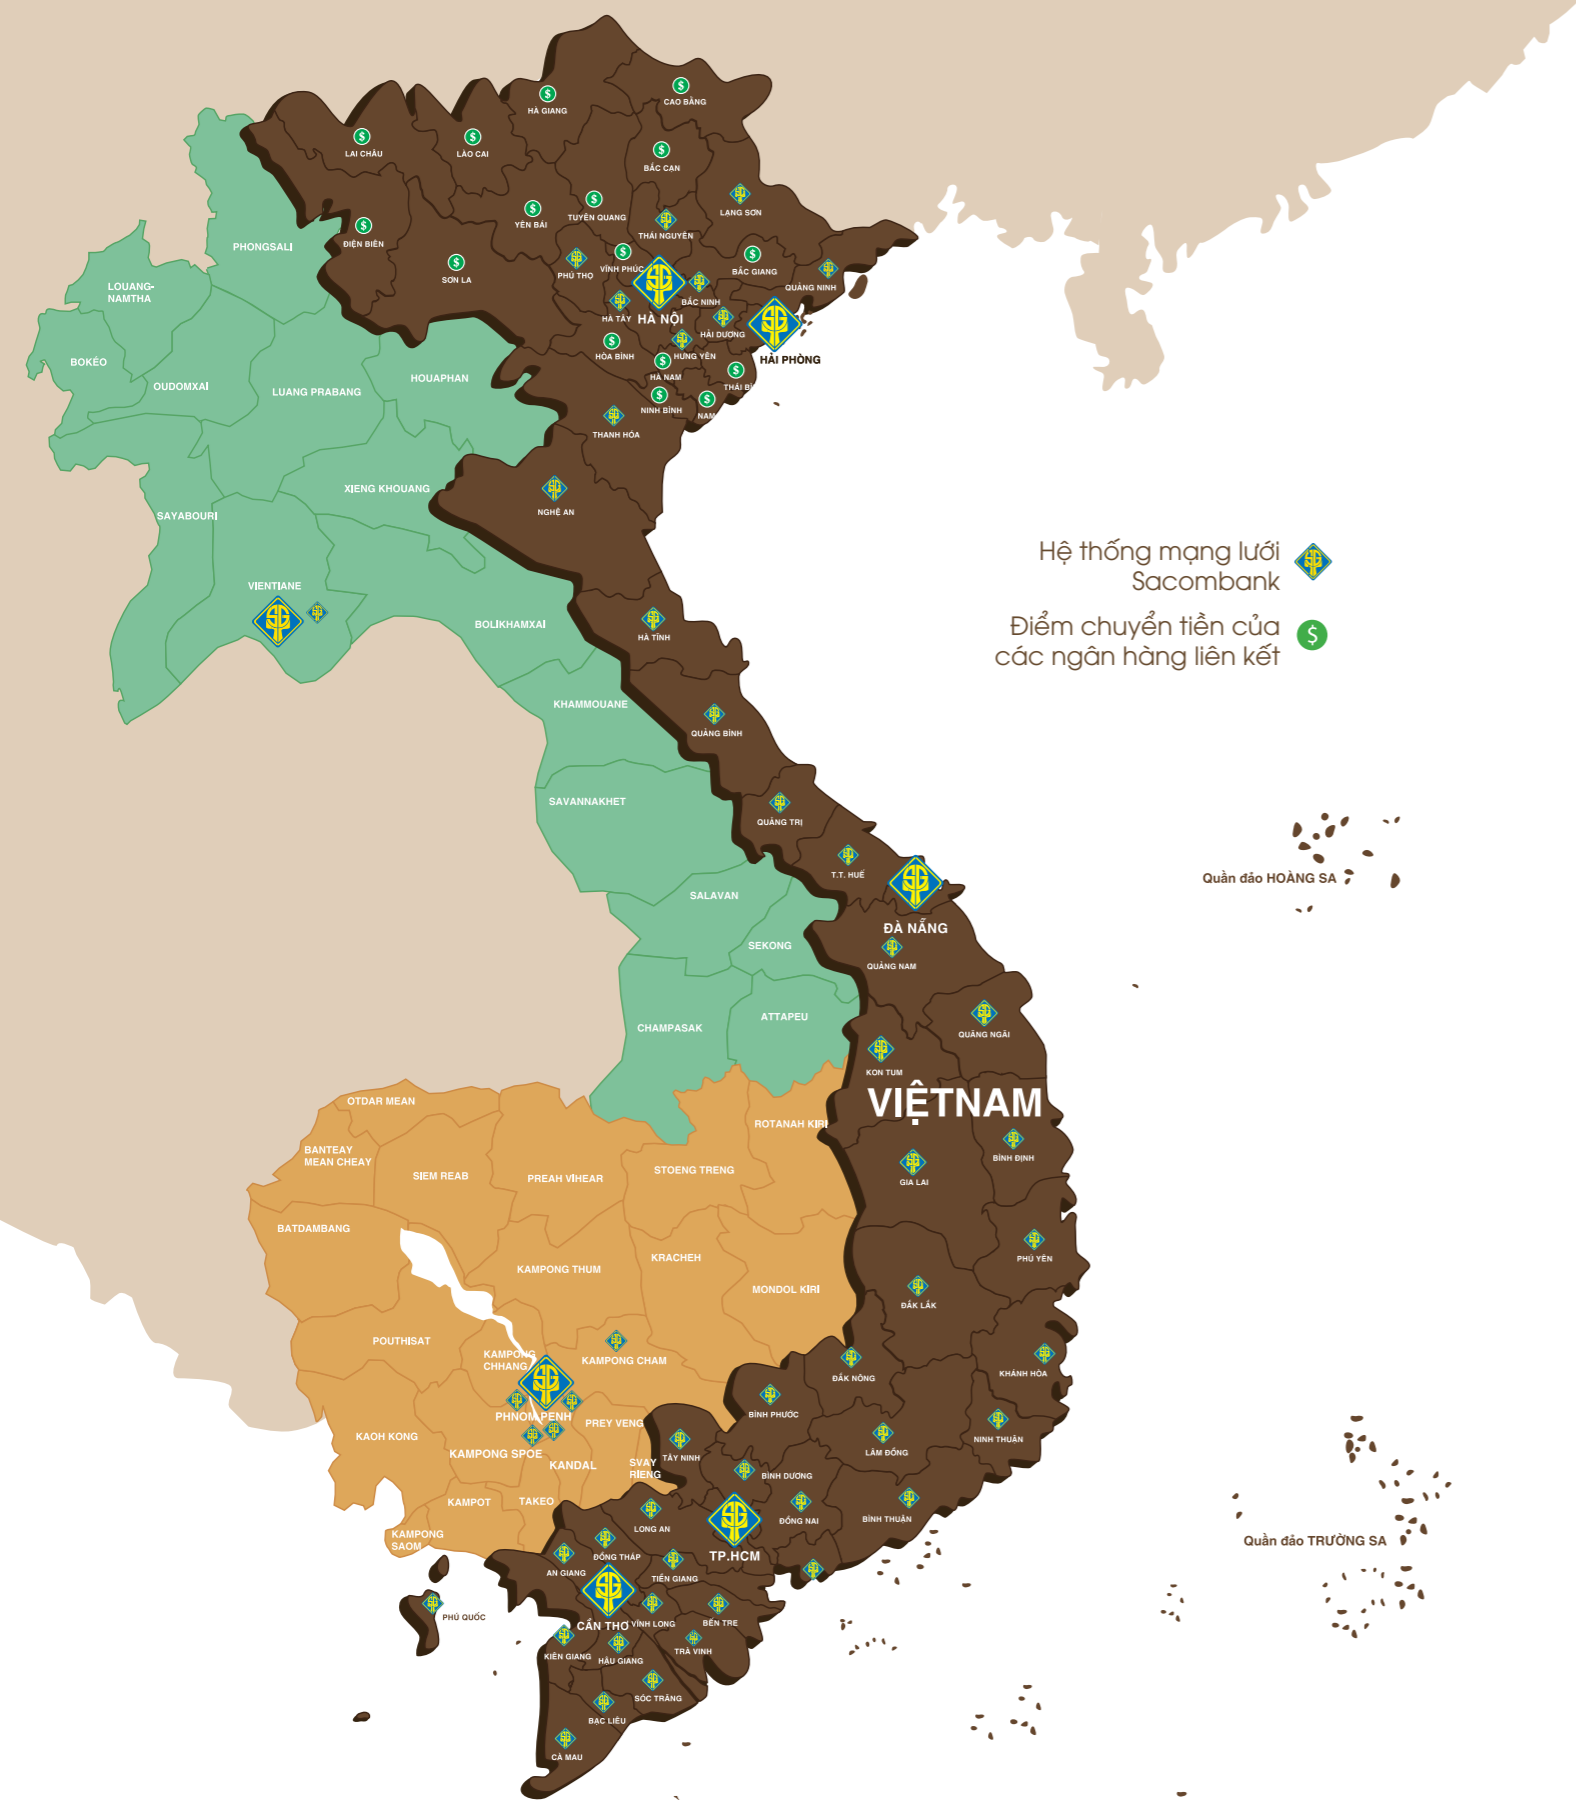 HÀ GIANG
CAO BẰNG
LAI CHÂU
LÀO CAI
BẮC CẠN
LẠNG SƠN
TUYÊN QUANG
YÊN BÁI
THÁI NGUYÊN
ĐIỆN BIÊN
PHONGSALI
SƠN LA
PHÚ THỌ
VĨNH PHÚC
BẮC GIANG
QUẢNG NINH
LOUANG-
NAMTHA
BẮC NINH
HÀ TÂY
HÀ NỘI
HẢI DƯƠNG
HÒA BÌNH
HƯNG YÊN
HẢI PHÒNG
BOKÉO
OUDOMXAI
LUANG PRABANG
HOUAPHAN
HÀ NAM
THÁI BÌ
NINH BÌNH
NAM
THANH HÓA
XIENG KHOUANG
SAYABOURI
NGHỆ AN
Hệ thống mạng lưới
Sacombank
VIENTIANE
BOLIKHAMXAI
HÀ TĨNH
Điểm chuyển tiền của
các ngân hàng liên kết
$
KHAMMOUANE
QUẢNG BÌNH
SAVANNAKHET
QUẢNG TRỊ
T.T. HUẾ
Quần đảo HOÀNG SA
SALAVAN
ĐÀ NẴNG
SEKONG
QUẢNG NAM
ATTAPEU
CHAMPASAK
QUẢNG NGÃI
KON TUM
VIỆTNAM
OTDAR MEAN
ROTANAH KIRI
BANTEAY
MEAN CHEAY
SIEM REAB
PREAH VIHEAR
STOENG TRENG
BÌNH ĐỊNH
GIA LAI
BATDAMBANG
KAMPONG THUM
KRACHEH
MONDOL KIRI
PHÚ YÊN
ĐẮK LẮK
POUTHISAT
KAMPONG
CHHANG
KAMPONG CHAM
ĐẮK NÔNG
KHÁNH HÒA
PHNOM PENH
PREY VENG
BÌNH PHƯỚC
KAOH KONG
KAMPONG SPOE
KANDAL
SVAY
RIENG
TÂY NINH
LÂM ĐỒNG
NINH THUẬN
BÌNH DƯƠNG
KAMPOT
TAKEO
LONG AN
ĐỒNG NAI
BÌNH THUẬN
KAMPONG
SAOM
TP.HCM
Quần đảo TRƯỜNG SA
ĐỒNG THÁP
AN GIANG
TIỀN GIANG
PHÚ QUỐC
CẦN THƠ
VĨNH LONG
BẾN TRE
KIÊN GIANG
HẬU GIANG
TRÀ VINH
SÓC TRĂNG
BẠC LIÊU
CÀ MAU